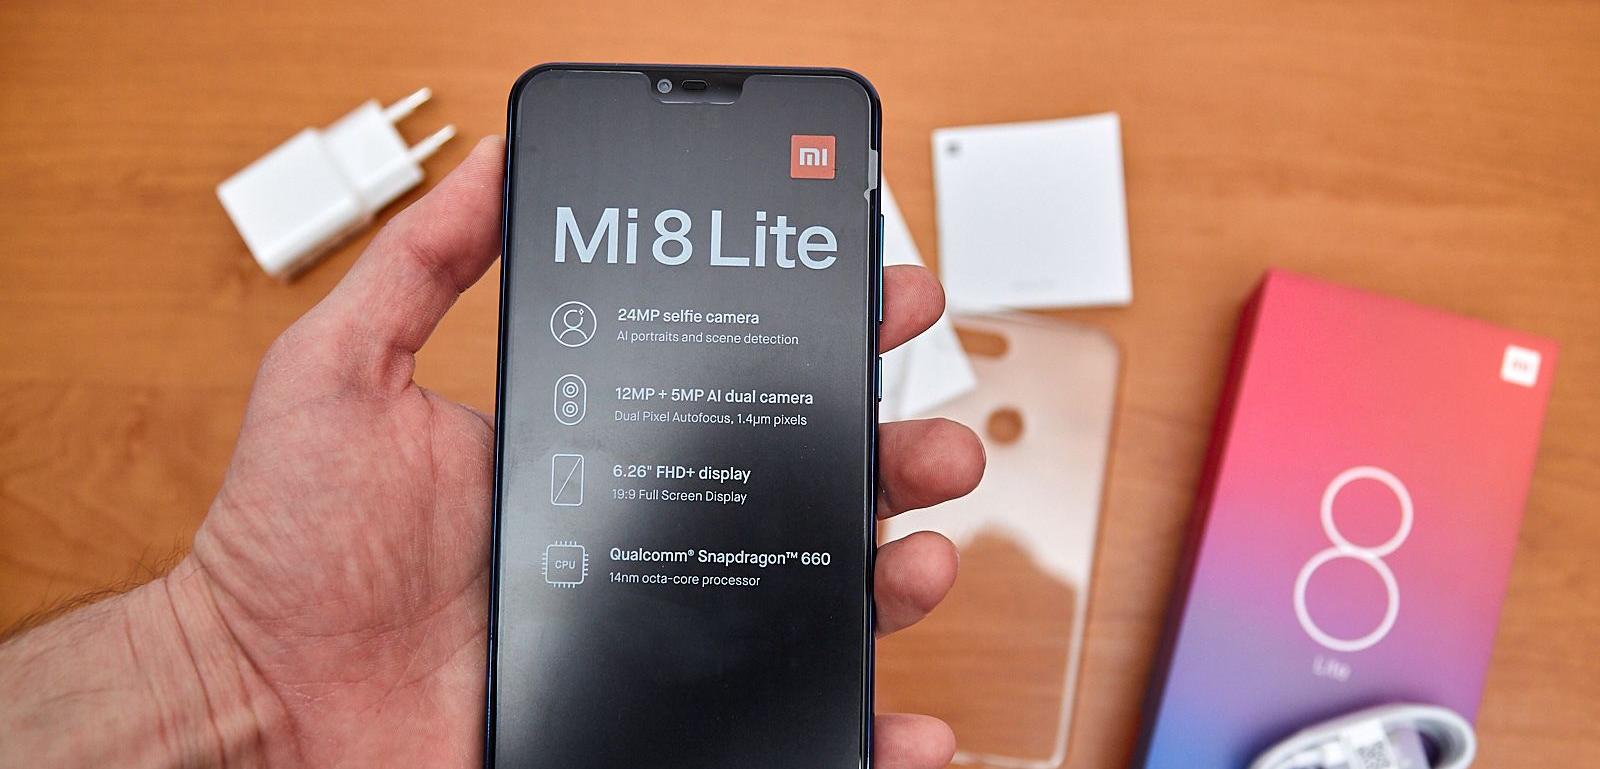 mi
Mi 8 Lite
24MP selfie camera
AI portraits and scene detection
12MP + 5MP AI dual camera
Dual Pixel Autofocus, 1.4μm pixels
6.26" FHD+ display
19:9 Full Screen Display
CPU
Qualcomm® Snapdragon™ 660
14nm octa-core processor
mi
8
Lite